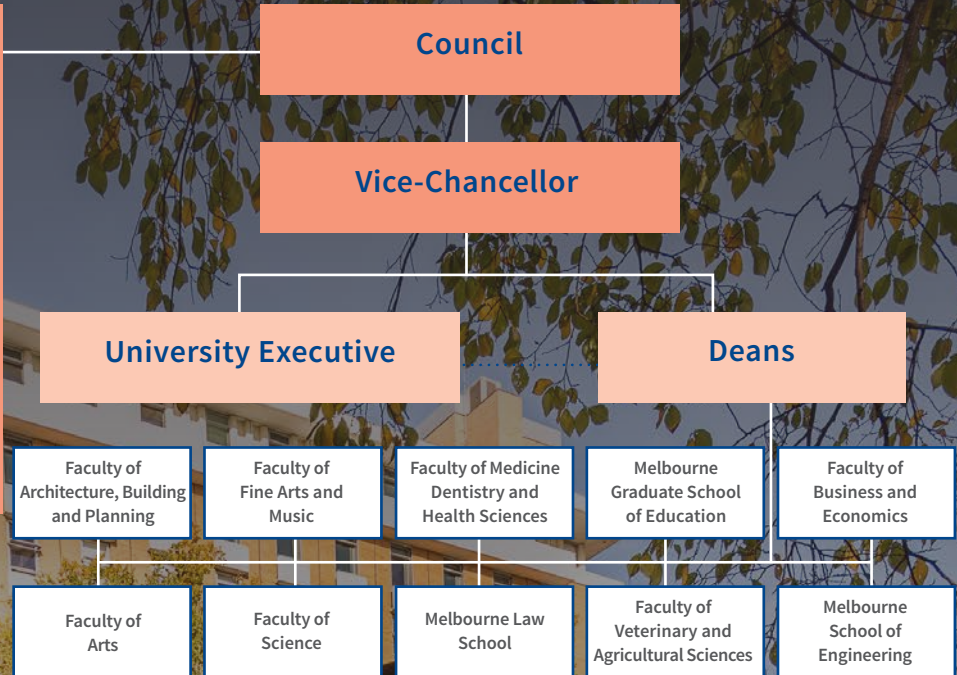 Council
Vice-Chancellor
University Executive
Deans
Faculty of
Architecture, Building
and Planning
Faculty of
Fine Arts and
Music
Faculty of Medicine
Dentistry and
Health Sciences
Melbourne
Graduate School
of Education
Faculty of
Business and
Economics
Faculty of
Arts
Faculty of
Science
Melbourne Law
School
Faculty of
Veterinary and
Agricultural Sciences
Melbourne
School of
Engineering